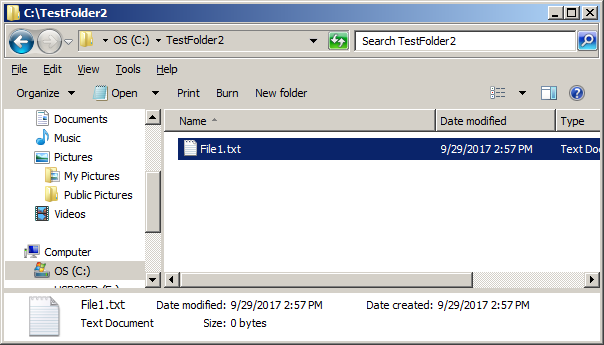 C:\TestFolder2
OS (C:) TestFolder2 Search TestFolder2
File Edit View Tools Help
Organize Open Print Burn New folder
Documents
Music
Pictures
My Pictures
Public Pictures
Videos
Computer
OS (C:)
Name Date modified Type
File1.txt 9/29/2017 2:57 PM Text Do
File1.txt Date modified: 9/29/2017 2:57 PM Date created: 9/29/2017 2:57 PM
Text Document Size: 0 bytes